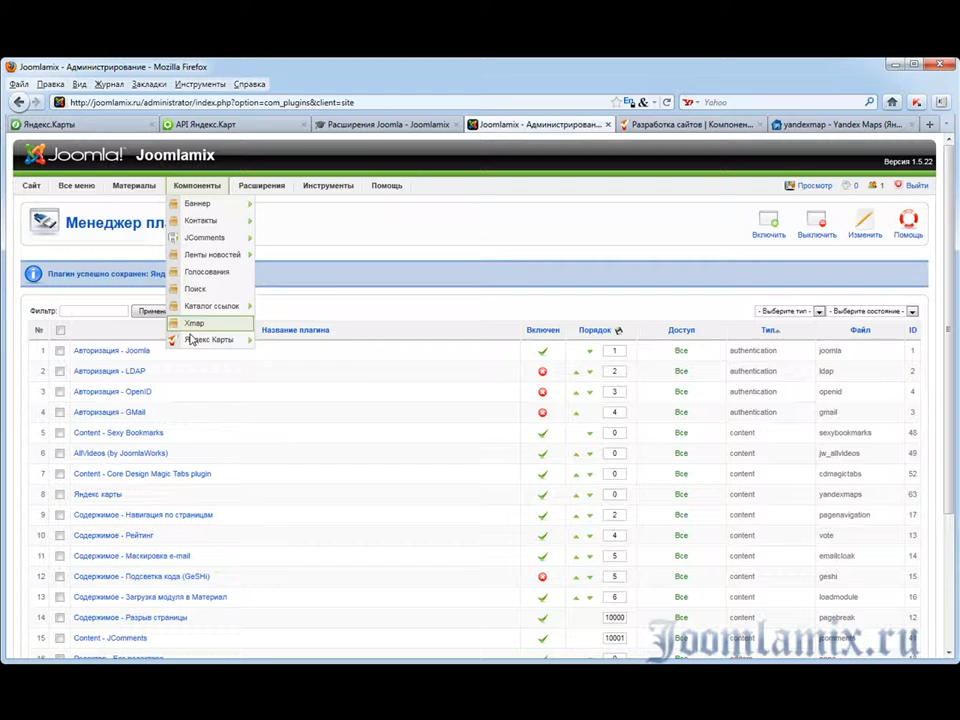 Joomlamix - Администрирование - Mozilla Firefox
Файл Правка Вид Журнал Закладки Инструменты Справка
http://joomlamix.ru/administrator/index.php?option=com_plugins&client=site
Yahoo
Яндекс.Карты
API Яндекс.Карт
Расширения Joomla - Joomlamix
Joomlamix - Администрирован...
Разработка сайтов | Компонен...
yandexmap - Yandex Maps (Ян...
Joomla! Joomlamix
Версия 1.5.22
Сайт Все меню Материалы Компоненты Расширения Инструменты Помощь
Просмотр 0 1 Выйти
Баннер
Контакты
JComments
Ленты новостей
Голосования
Поиск
Каталог ссылок
Xmap
Яндекс Карты
Менеджер пл
Включить Выключить Изменить Помощь
Плагин успешно сохранен: Янд
Фильтр: Примени
- Выберите тип - - Выберите состояние -
№ Название плагина Включен Порядок Доступ Тип Файл ID
1 Авторизация - Joomla 1 Все authentication joomla 1
2 Авторизация - LDAP 2 Все authentication ldap 2
3 Авторизация - OpenID 3 Все authentication openid 4
4 Авторизация - GMail 4 Все authentication gmail 3
5 Content - Sexy Bookmarks 0 Все content sexybookmarks 48
6 AllVideos (by JoomlaWorks) 0 Все content jw_allvideos 49
7 Content - Core Design Magic Tabs plugin 0 Все content cdmagictabs 52
8 Яндекс карты 0 Все content yandexmaps 63
9 Содержимое - Навигация по страницам 2 Все content pagenavigation 17
10 Содержимое - Рейтинг 4 Все content vote 13
11 Содержимое - Маскировка e-mail 5 Все content emailcloak 14
12 Содержимое - Подсветка кода (GeSHi) 5 Все content geshi 15
13 Содержимое - Загрузка модуля в Материал 6 Все content loadmodule 16
14 Содержимое - Разрыв страницы 10000 Все content pagebreak 12
15 Content - JComments 10001 Все content jcomments
Joomlamix.ru